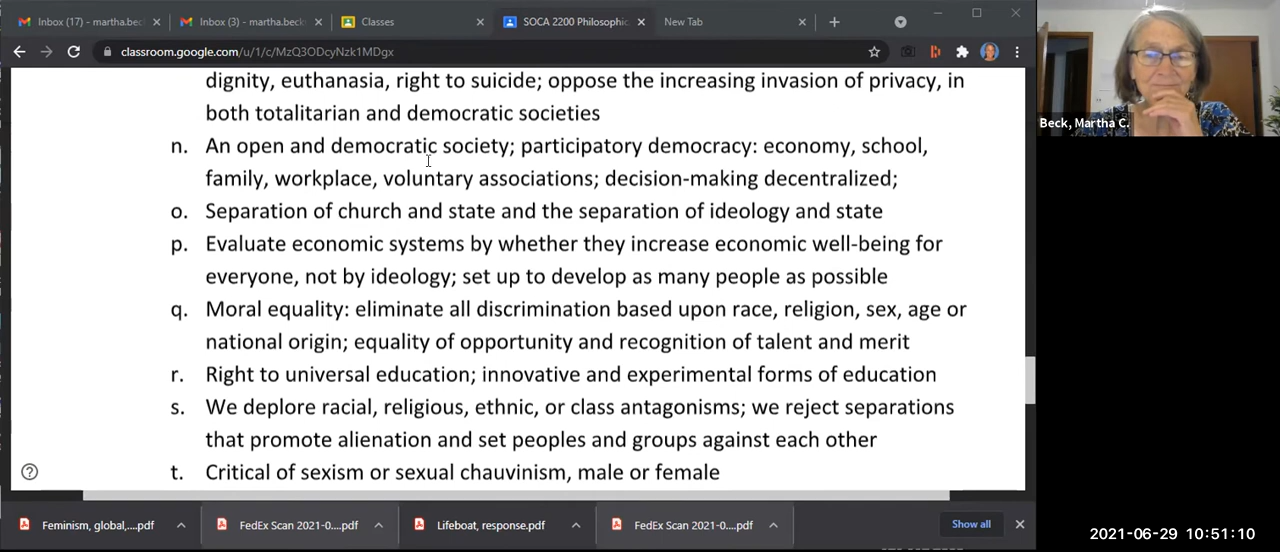 Inbox (17) - martha.beck
Inbox (3) - martha.beck
Classes
SOCA 2200 Philosophic
New Tab
classroom.google.com/u/1/c/MzQ3ODcyNzk1MDgx
Beck, Martha C.
dignity, euthanasia, right to suicide; oppose the increasing invasion of privacy, in
both totalitarian and democratic societies
n. An open and democratic society; participatory democracy: economy, school,
family, workplace, voluntary associations; decision-making decentralized;
o. Separation of church and state and the separation of ideology and state
p. Evaluate economic systems by whether they increase economic well-being for
everyone, not by ideology; set up to develop as many people as possible
q. Moral equality: eliminate all discrimination based upon race, religion, sex, age or
national origin; equality of opportunity and recognition of talent and merit
r. Right to universal education; innovative and experimental forms of education
s. We deplore racial, religious, ethnic, or class antagonisms; we reject separations
that promote alienation and set peoples and groups against each other
t. Critical of sexism or sexual chauvinism, male or female
Feminism, global,....pdf
FedEx Scan 2021-0....pdf
Lifeboat, response.pdf
FedEx Scan 2021-0....pdf
Show all
2021-06-29 10:51:10